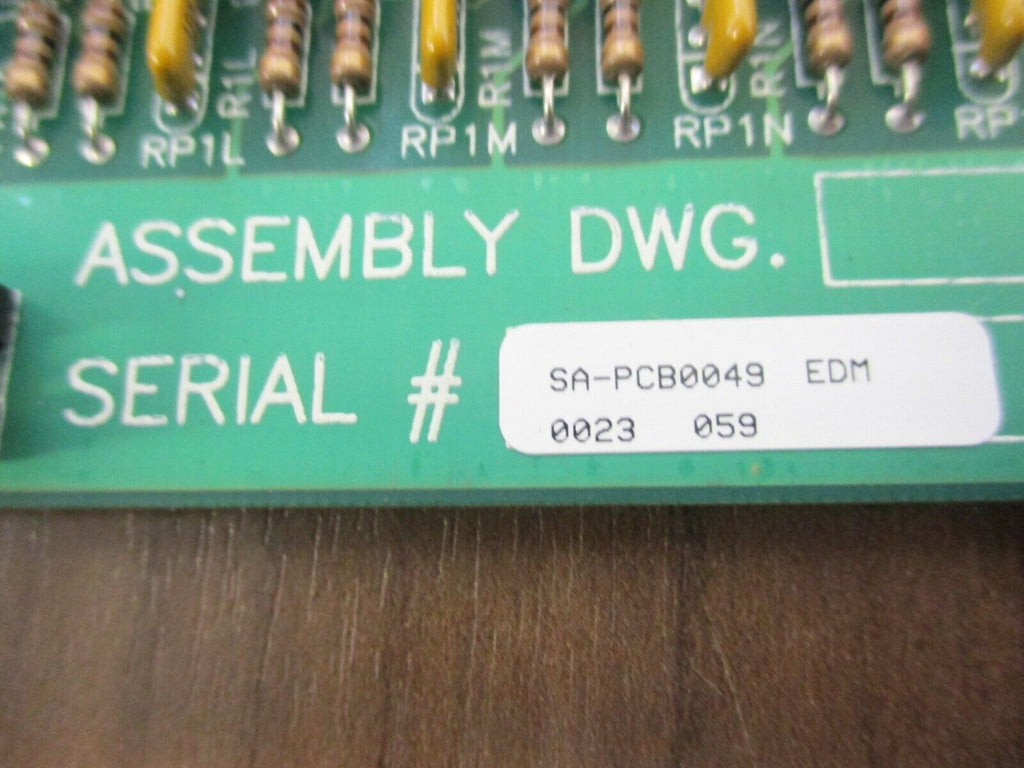 R1L
R1M
R1N
RP1L
RP1M
RP1N
ASSEMBLY DWG.
SERIAL #
SA-PCB0049 EDM
0023 059